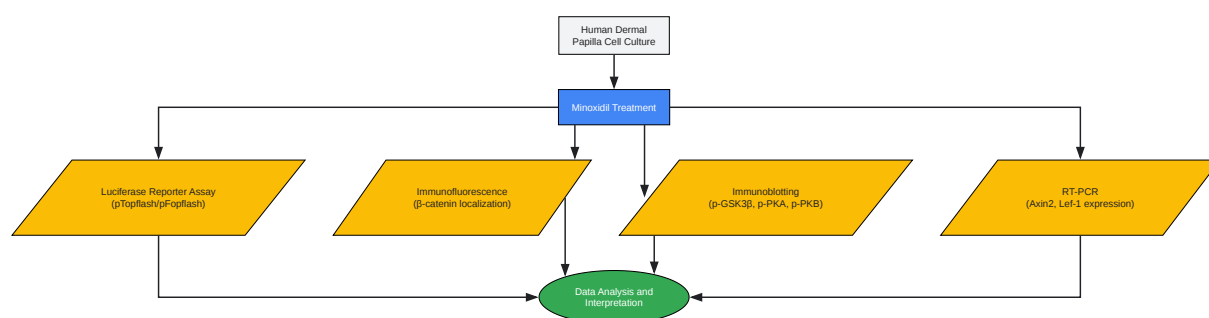 Human Dermal
Papilla Cell Culture
Minoxidil Treatment
Luciferase Reporter Assay
(pTopflash/pFopflash)
Immunofluorescence
(β-catenin localization)
Immunoblotting
(p-GSK3β, p-PKA, p-PKB)
RT-PCR
(Axin2, Lef-1 expression)
Data Analysis and
Interpretation